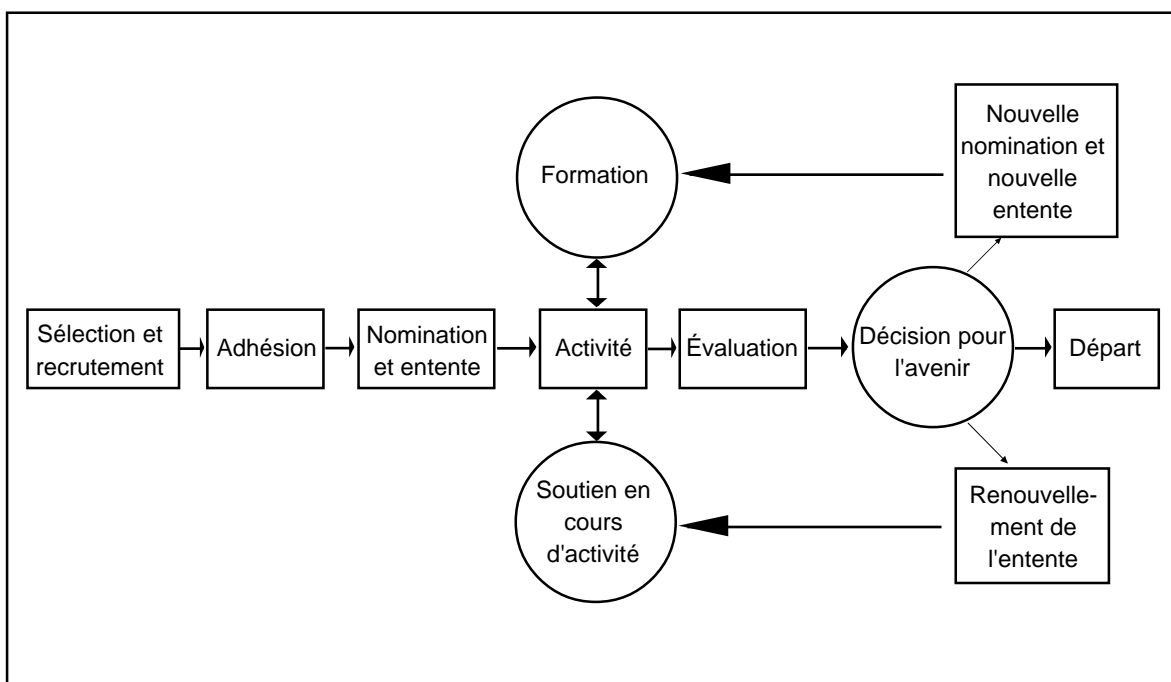 Formation
Nouvelle
nomination et
nouvelle
entente
Sélection et
recrutement
Adhésion
Nomination
et entente
Activité
Évaluation
Décision pour
l'avenir
Départ
Soutien en
cours
d'activité
Renouvelle-
ment de
l'entente